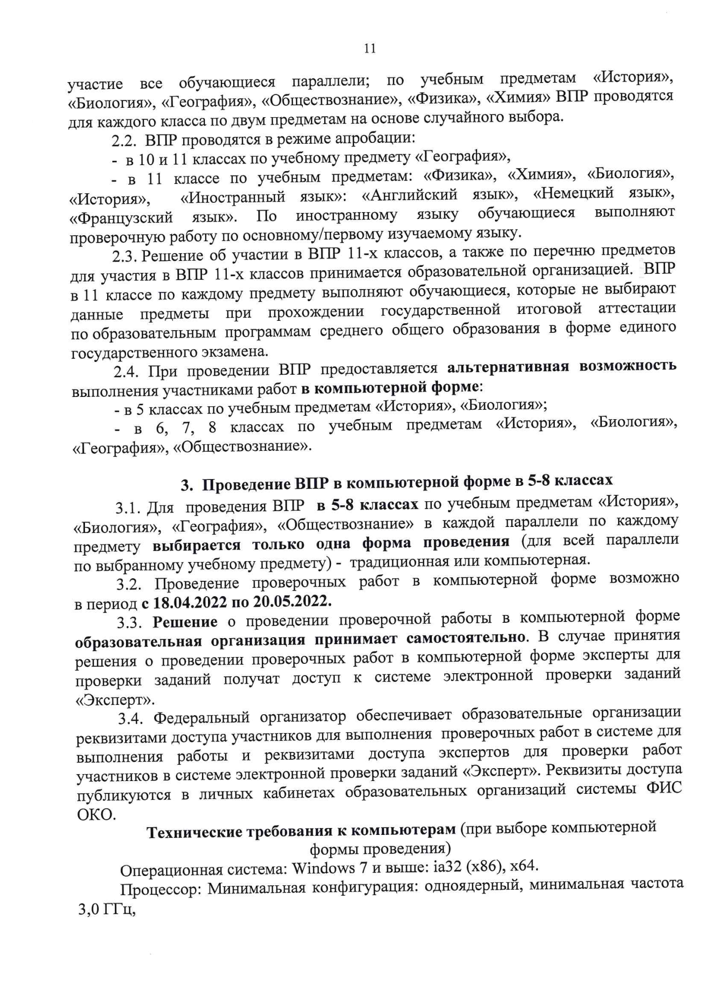 11
участие все обучающиеся параллели; по учебным предметам «История»,
«Биология», «География», «Обществознание», «Физика», «Химия» ВПР проводятся
для каждого класса по двум предметам на основе случайного выбора.
2.2. ВПР проводятся в режиме апробации:
- в 10 и 11 классах по учебному предмету «География»,
- в 11 классе по учебным предметам: «Физика», «Химия», «Биология»,
«История», «Иностранный язык»: «Английский язык», «Немецкий язык»,
«Французский язык». По иностранному языку обучающиеся выполняют
проверочную работу по основному/первому изучаемому языку.
2.3. Решение об участии в ВПР 11-х классов, а также по перечню предметов
для участия в ВПР 11-х классов принимается образовательной организацией. ВПР
в 11 классе по каждому предмету выполняют обучающиеся, которые не выбирают
данные предметы при прохождении государственной итоговой аттестации
по образовательным программам среднего общего образования в форме единого
государственного экзамена.
2.4. При проведении ВПР предоставляется альтернативная возможность
выполнения участниками работ в компьютерной форме:
- в 5 классах по учебным предметам «История», «Биология»;
- в 6, 7, 8 классах по учебным предметам «История», «Биология»,
«География», «Обществознание».
3. Проведение ВПР в компьютерной форме в 5-8 классах
3.1. Для проведения ВПР в 5-8 классах по учебным предметам «История»,
«Биология», «География», «Обществознание» в каждой параллели по каждому
предмету выбирается только одна форма проведения (для всей параллели
по выбранному учебному предмету) - традиционная или компьютерная.
3.2. Проведение проверочных работ в компьютерной форме возможно
в период с 18.04.2022 по 20.05.2022.
3.3. Решение о проведении проверочной работы в компьютерной форме
образовательная организация принимает самостоятельно. В случае принятия
решения о проведении проверочных работ в компьютерной форме эксперты для
проверки заданий получат доступ к системе электронной проверки заданий
«Эксперт».
3.4. Федеральный организатор обеспечивает образовательные организации
реквизитами доступа участников для выполнения проверочных работ в системе для
выполнения работы и реквизитами доступа экспертов для проверки работ
участников в системе электронной проверки заданий «Эксперт». Реквизиты доступа
публикуются в личных кабинетах образовательных организаций системы ФИС
ОКО.
Технические требования к компьютерам (при выборе компьютерной
формы проведения)
Операционная система: Windows 7 и выше: ia32 (x86), x64.
Процессор: Минимальная конфигурация: одноядерный, минимальная частота
3,0 ГГц,